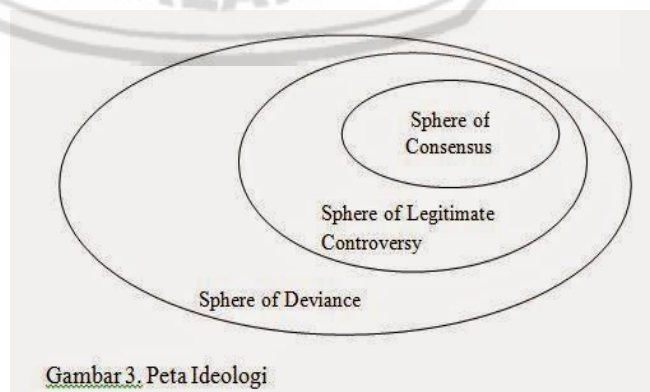 Sphere of
Consensus
Sphere of Legitimate
Controversy
Sphere of Deviance
Gambar 3. Peta Ideologi